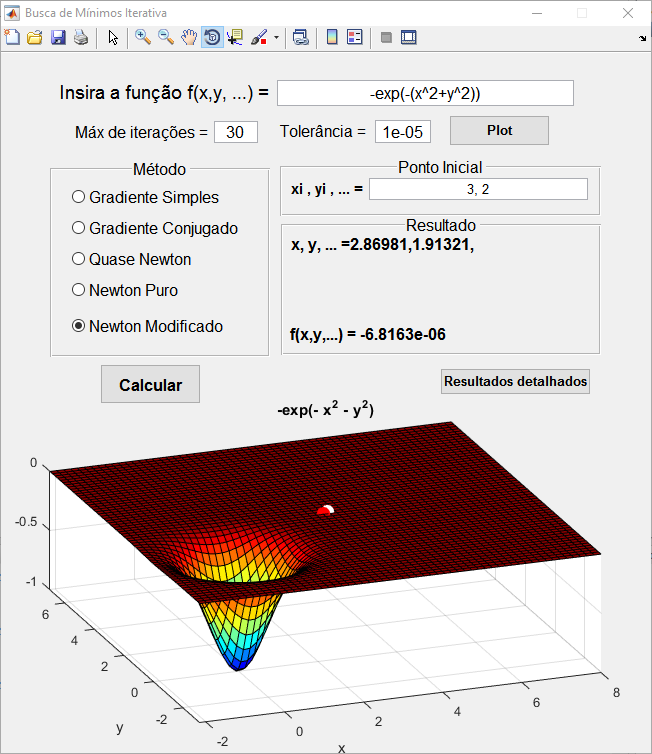 Busca de Mínimos Iterativa
Insira a função f(x,y, ...) = -exp(-(x^2+y^2))
Máx de iterações = 30 Tolerância = 1e-05 Plot
Método
Gradiente Simples
Gradiente Conjugado
Quase Newton
Newton Puro
Newton Modificado
Ponto Inicial
xi , yi , ... = 3, 2
Resultado
x, y, ... =2.86981,1.91321,
f(x,y,...) = -6.8163e-06
Calcular
Resultados detalhados
-exp(- x² - y²)
0
-0.5
-1
6
4
2
0
-2
y
-2
0
2
4
6
8
x